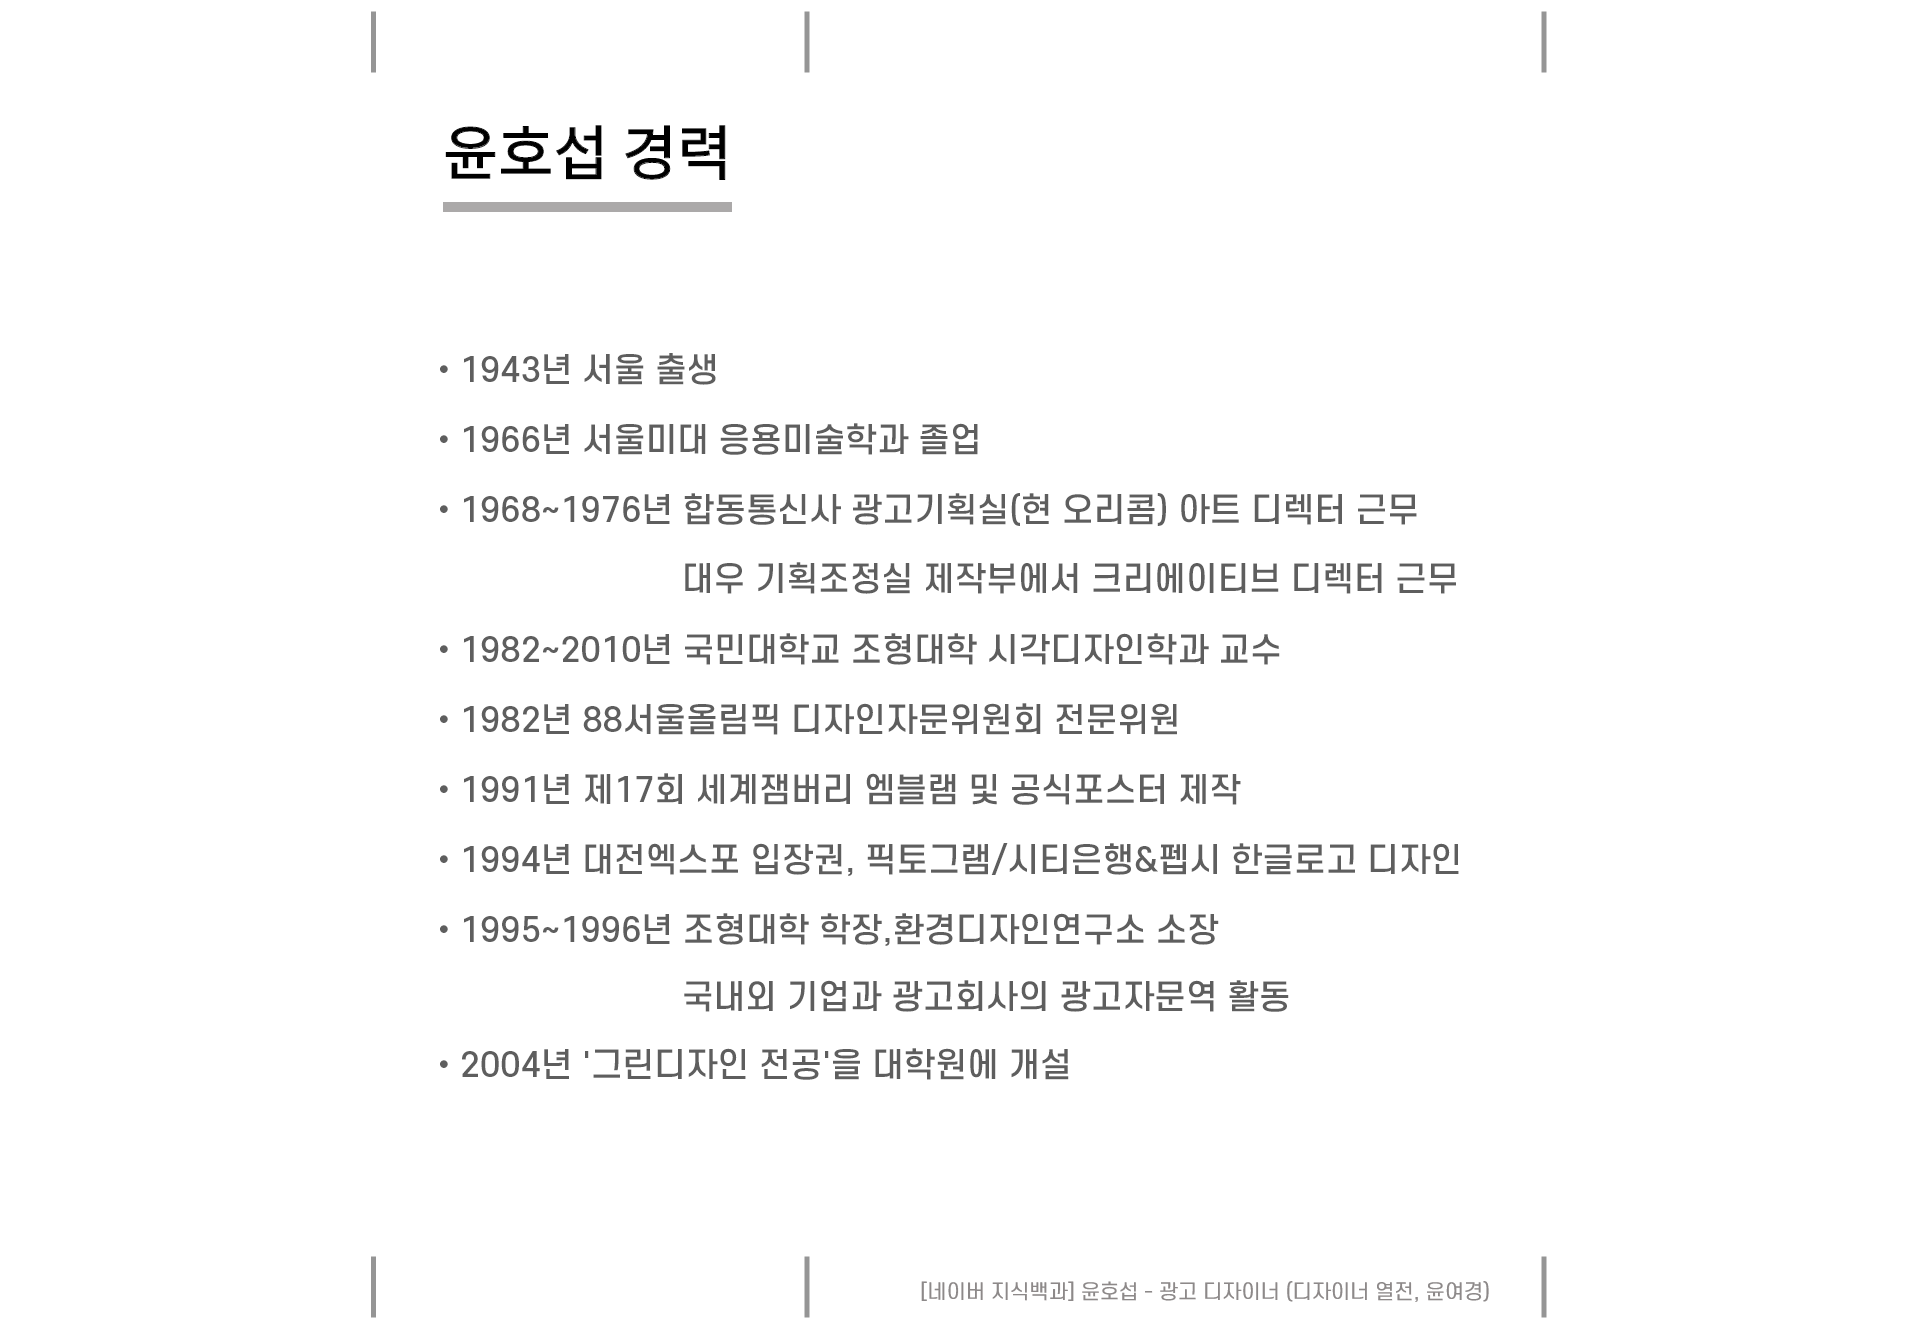 윤호섭 경력
• 1943년 서울 출생
• 1966년 서울미대 응용미술학과 졸업
• 1968~1976년 합동통신사 광고기획실(현 오리콤) 아트 디렉터 근무
대우 기획조정실 제작부에서 크리에이티브 디렉터 근무
• 1982~2010년 국민대학교 조형대학 시각디자인학과 교수
• 1982년 88서울올림픽 디자인자문위원회 전문위원
• 1991년 제17회 세계잼버리 엠블램 및 공식포스터 제작
• 1994년 대전엑스포 입장권, 픽토그램/시티은행&펩시 한글로고 디자인
• 1995~1996년 조형대학 학장,환경디자인연구소 소장
국내외 기업과 광고회사의 광고자문역 활동
• 2004년 '그린디자인 전공'을 대학원에 개설
[네이버 지식백과] 윤호섭 - 광고 디자이너 (디자이너 열전, 윤여경)